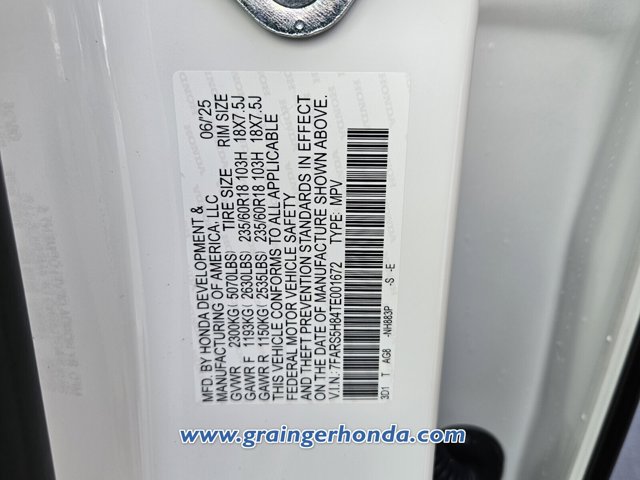 MFD. BY HONDA DEVELOPMENT & 06/'25
MANUFACTURING OF AMERICA, LLC
TIRE SIZE RIM SIZE
GVWR 2300KG ( 5070LBS)
GAWR F 1193KG ( 2630LBS) 235/60R18 103H 18X7.5J
GAWR R 1150KG ( 2535LBS) 235/60R18 103H 18X7.5J
THIS VEHICLE CONFORMS TO ALL APPLICABLE
FEDERAL MOTOR VEHICLE SAFETY
AND THEFT PREVENTION STANDARDS IN EFFECT
ON THE DATE OF MANUFACTURE SHOWN ABOVE.
V.I.N.: 7FARS5H84TE001672 TYPE: MPV
3D1 T AG8 -NH883P -S -E
www.graingerhonda.com